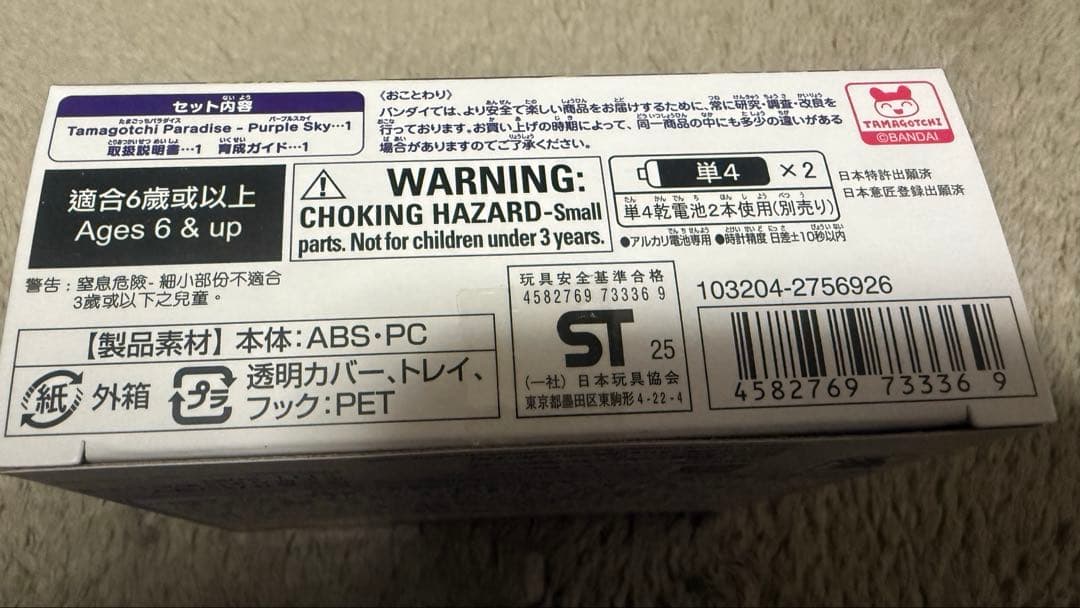 セット内容
Tamagotchi Paradise - Purple Sky…1
取扱説明書…1 育成ガイド…1
〈おことわり〉
バンダイでは、より安全で楽しい商品をお届けするために、常に研究・調査・改良を
行っております。お買い上げの時期によって、同一商品の中にも多少の違いがある
場合がありますのでご了承ください。
TAMAGOTCHI
©BANDAI
適合6歲或以上
Ages 6 & up
WARNING:
CHOKING HAZARD-Small
parts. Not for children under 3 years.
単4 ×2
単4乾電池2本使用(別売り)
●アルカリ電池専用 ●時計精度 日差±10秒以内
日本特許出願済
日本意匠登録出願済
警告：窒息危險-細小部份不適合
3歲或以下之兒童。
【製品素材】本体：ABS・PC
紙 外箱 プラ 透明カバー、トレイ、
フック：PET
玩具安全基準合格
4582769 73336 9
ST 25
(一社) 日本玩具協会
東京都墨田区東駒形4-22-4
103204-2756926
4582769 73336 9